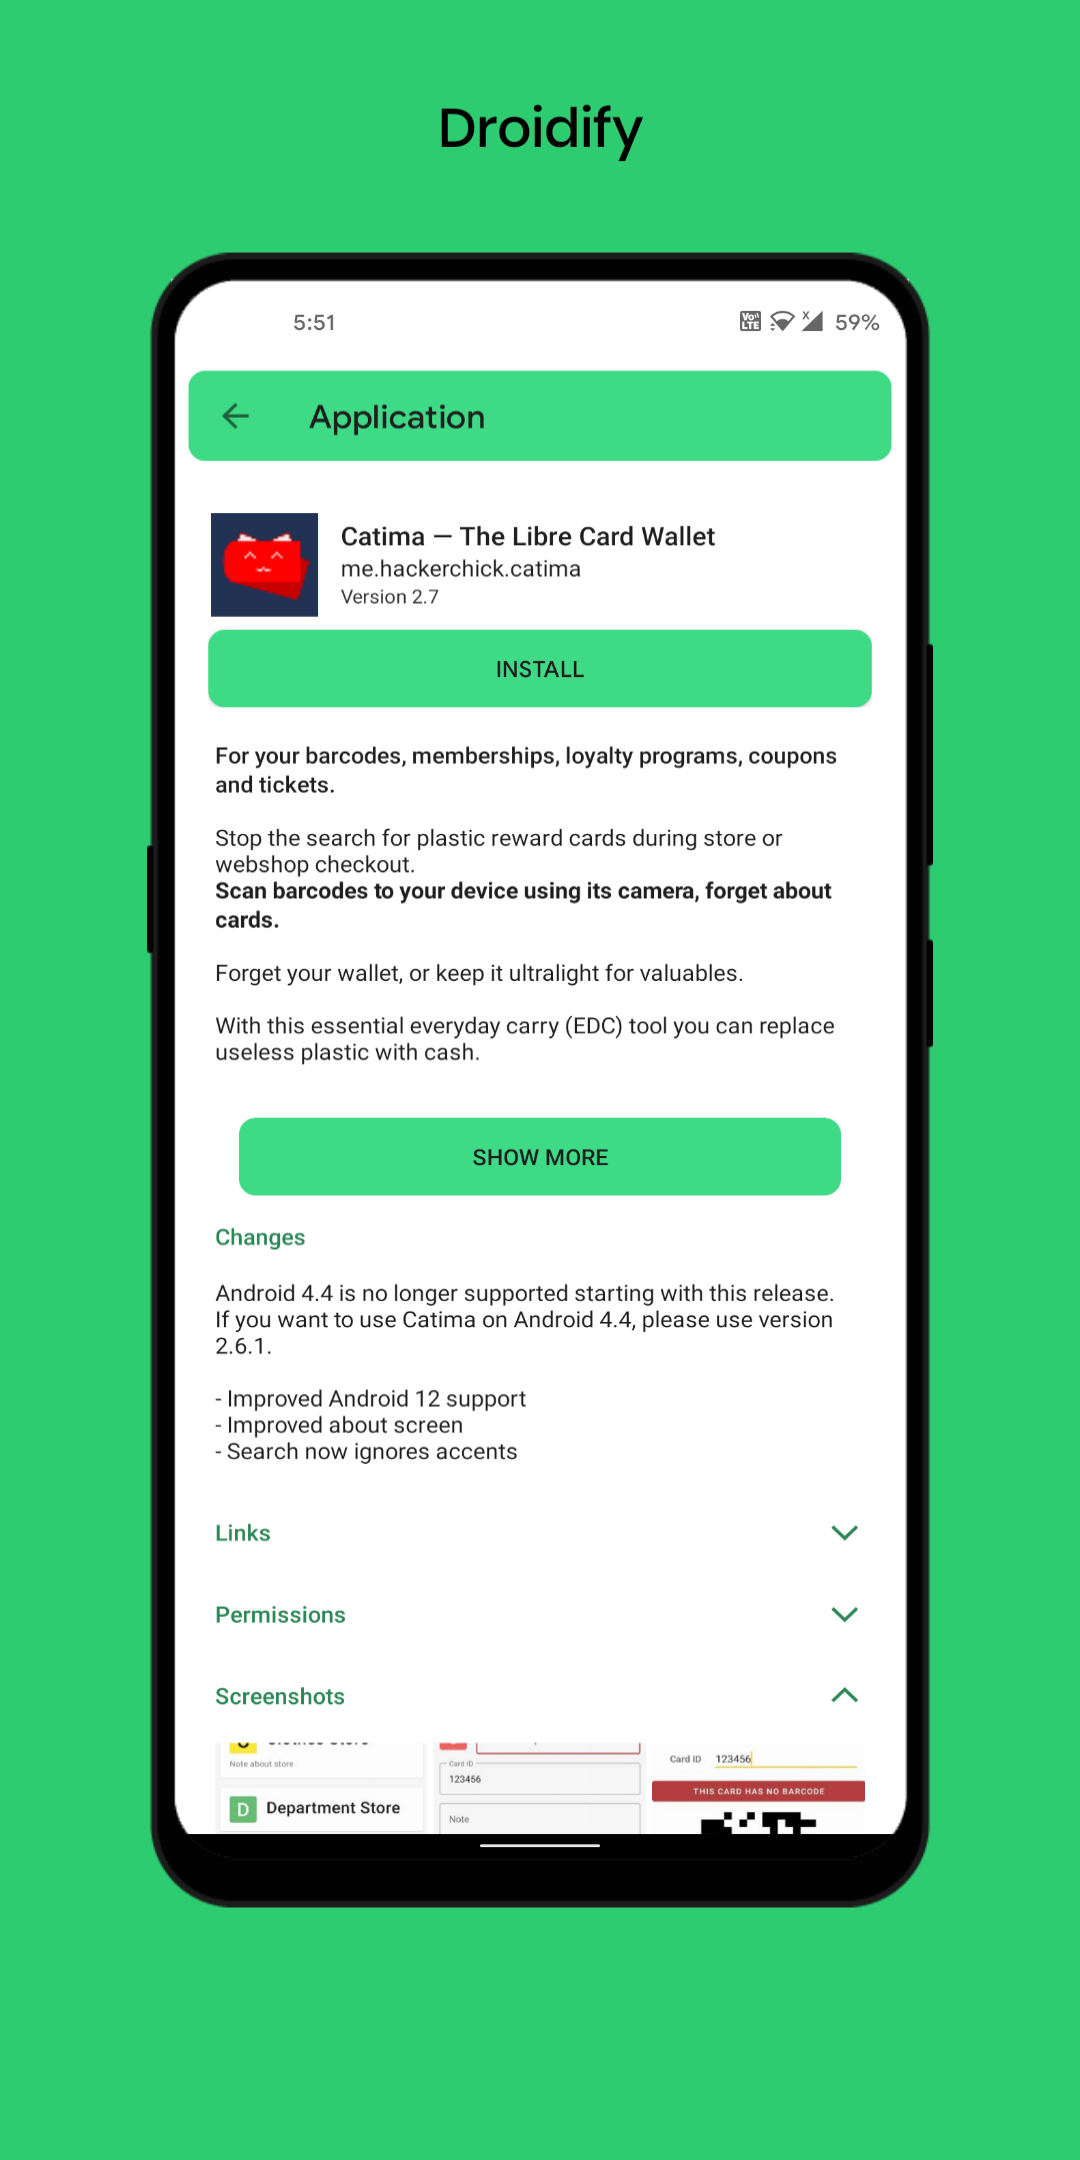 Droidify
5:51
Vo LTE
59%
Application
Catima — The Libre Card Wallet
me.hackerchick.catima
Version 2.7
INSTALL
For your barcodes, memberships, loyalty programs, coupons
and tickets.
Stop the search for plastic reward cards during store or
webshop checkout.
Scan barcodes to your device using its camera, forget about
cards.
Forget your wallet, or keep it ultralight for valuables.
With this essential everyday carry (EDC) tool you can replace
useless plastic with cash.
SHOW MORE
Changes
Android 4.4 is no longer supported starting with this release.
If you want to use Catima on Android 4.4, please use version
2.6.1.
- Improved Android 12 support
- Improved about screen
- Search now ignores accents
Links
Permissions
Screenshots
Note about store
D
Department Store
Card ID
123456
Note
Card ID 123456
THIS CARD HAS NO BARCODE